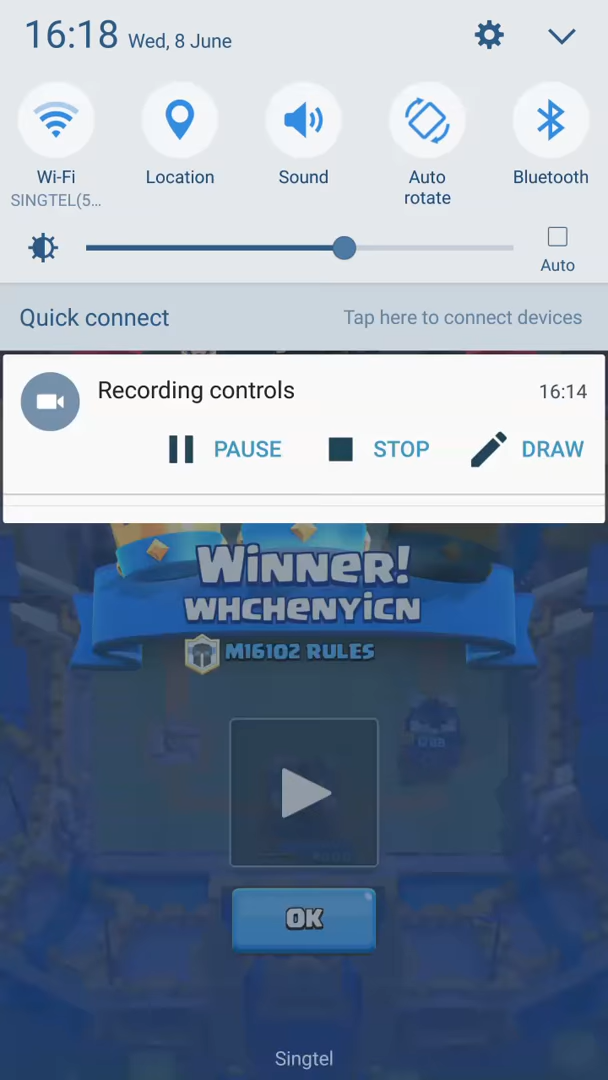 16:18 Wed, 8 June
Wi-Fi
SINGTEL(5...
Location
Sound
Auto
rotate
Bluetooth
Auto
Quick connect
Tap here to connect devices
Recording controls
16:14
PAUSE
STOP
DRAW
WINNER!
WHCHENYICN
M16102 RULES
OK
Singtel